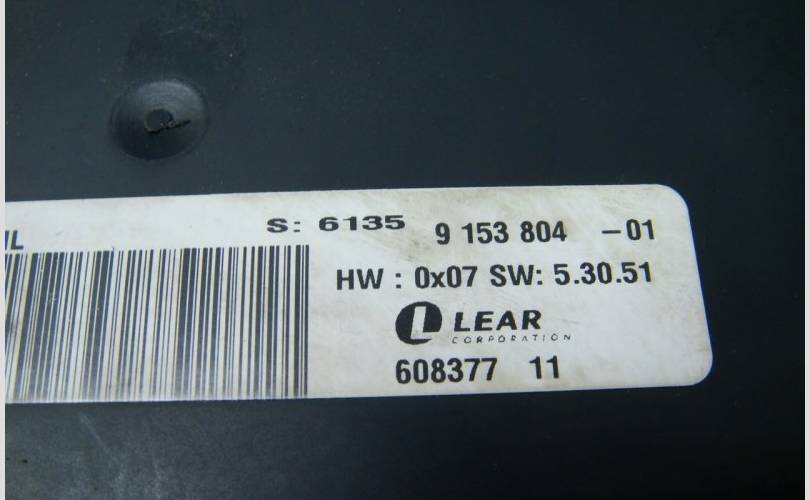 S: 6135 9 153 804 -01
HW : 0x07 SW: 5.30.51
LEAR
CORPORATION
608377 11